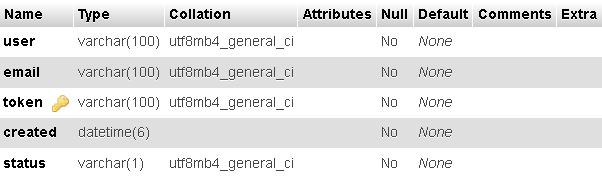 Name Type Collation Attributes Null Default Comments Extra
user varchar(100) utf8mb4_general_ci No None
email varchar(100) utf8mb4_general_ci No None
token varchar(100) utf8mb4_general_ci No None
created datetime(6) No None
status varchar(1) utf8mb4_general_ci No None